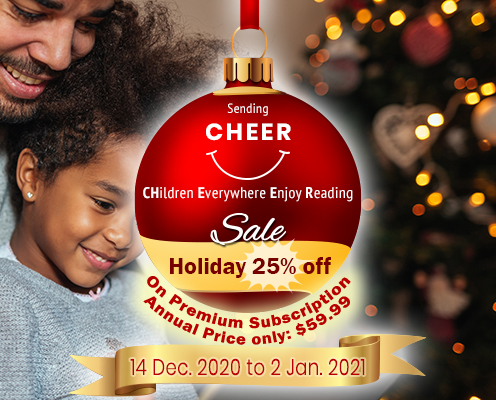 Sending
CHEER
CHildren Everywhere Enjoy Reading
Sale
Holiday 25% off
On Premium Subscription
Annual Price only: $59.99
14 Dec. 2020 to 2 Jan. 2021